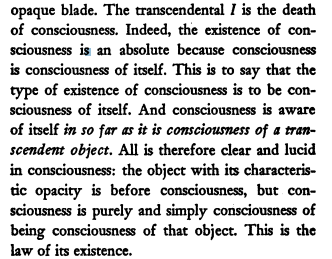 opaque blade. The transcendental I is the death
of consciousness. Indeed, the existence of con-
sciousness is an absolute because consciousness
is consciousness of itself. This is to say that the
type of existence of consciousness is to be con-
sciousness of itself. And consciousness is aware
of itself in so far as it is consciousness of a tran-
scendent object. All is therefore clear and lucid
in consciousness: the object with its characteris-
tic opacity is before consciousness, but con-
sciousness is purely and simply consciousness of
being consciousness of that object. This is the
law of its existence.